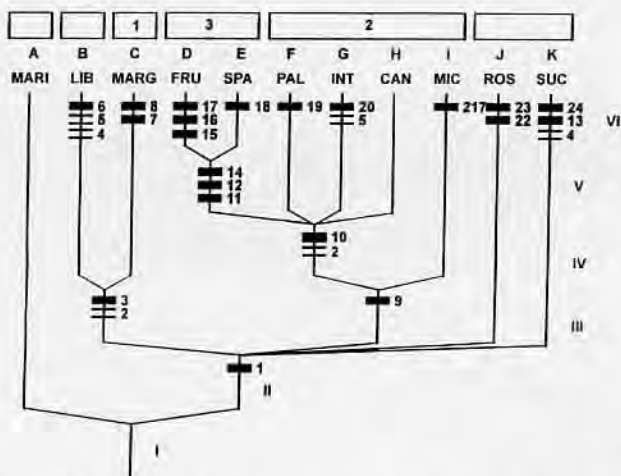 1 3 2
A B C D E F G H I J K
MARI LIB MARG FRU SPA PAL INT CAN MIC ROS SUC
6 8 17 18 19 20 217 23 24
5 7 16 5 22 13 VI
4 15 4
14
12 V
11
10
2
IV
3 9
2 III
1
II
I